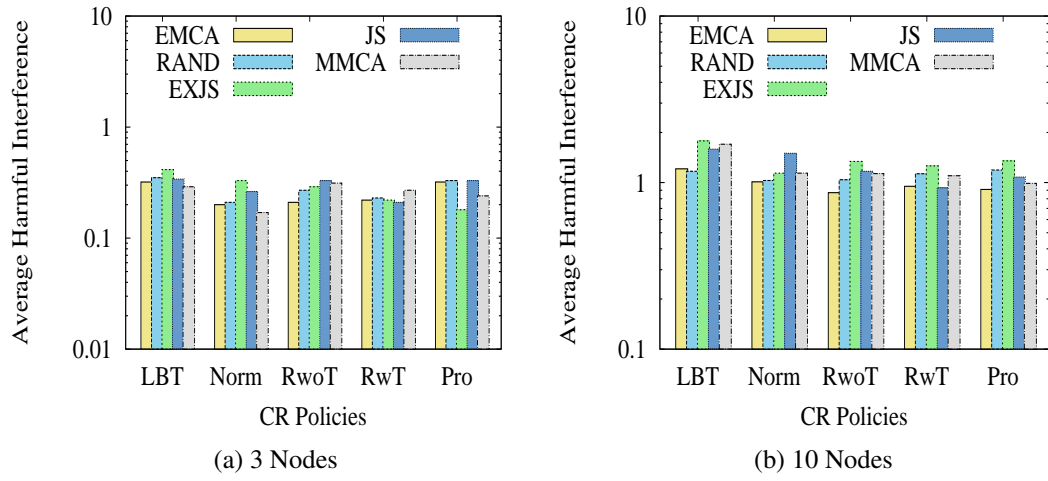 Average Harmful Interference
10
1
0.1
0.01
EMCA
RAND
EXJS
JS
MMCA
LBT Norm RwoT RwT Pro
CR Policies
(a) 3 Nodes
Average Harmful Interference
10
1
0.1
EMCA
RAND
EXJS
JS
MMCA
LBT Norm RwoT RwT Pro
CR Policies
(b) 10 Nodes